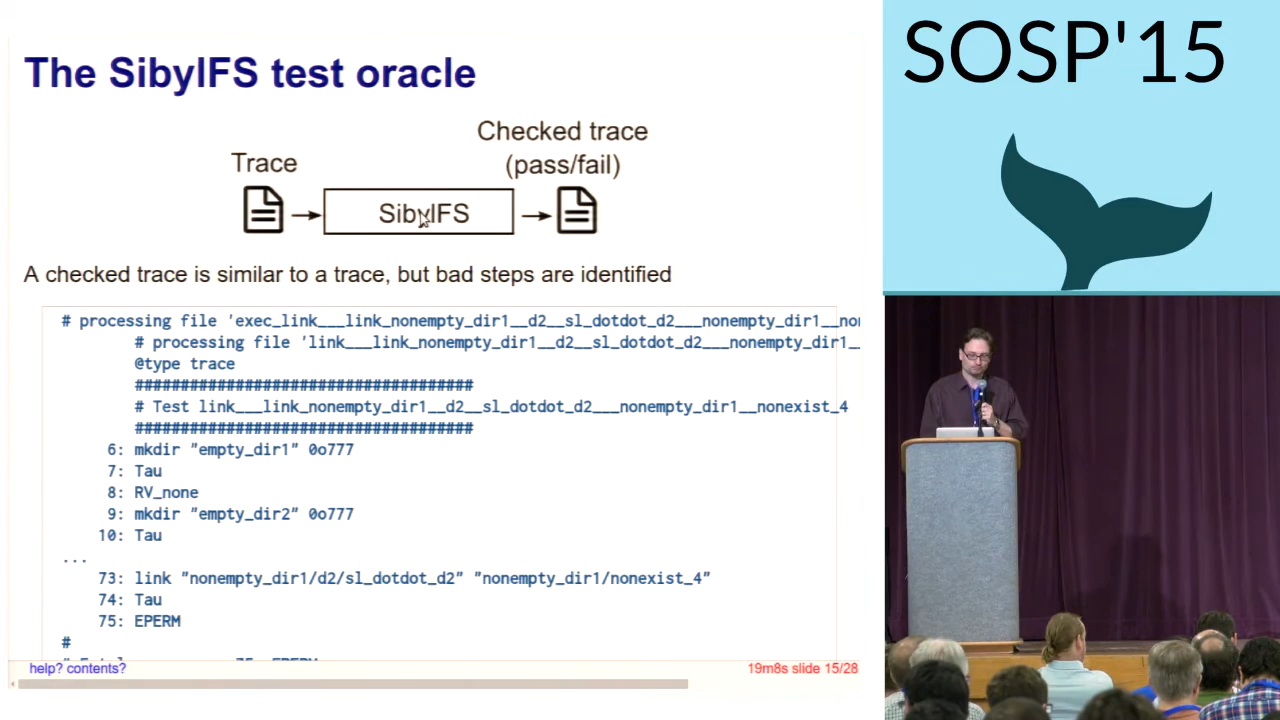 The SibylFS test oracle
SOSP'15
Trace
Checked trace
(pass/fail)
SibylFS
A checked trace is similar to a trace, but bad steps are identified
# processing file 'exec_link___link_nonempty_dir1__d2__sl_dotdot_d2___nonempty_dir1__nor
# processing file 'link___link_nonempty_dir1__d2__sl_dotdot_d2___nonempty_dir1_
@type trace
#####################################
# Test link___link_nonempty_dir1__d2__sl_dotdot_d2___nonempty_dir1__nonexist_4
#####################################
6: mkdir "empty_dir1" 0o777
7: Tau
8: RV_none
9: mkdir "empty_dir2" 0o777
10: Tau
...
73: link "nonempty_dir1/d2/sl_dotdot_d2" "nonempty_dir1/nonexist_4"
74: Tau
75: EPERM
#
help? contents?
19m8s slide 15/28